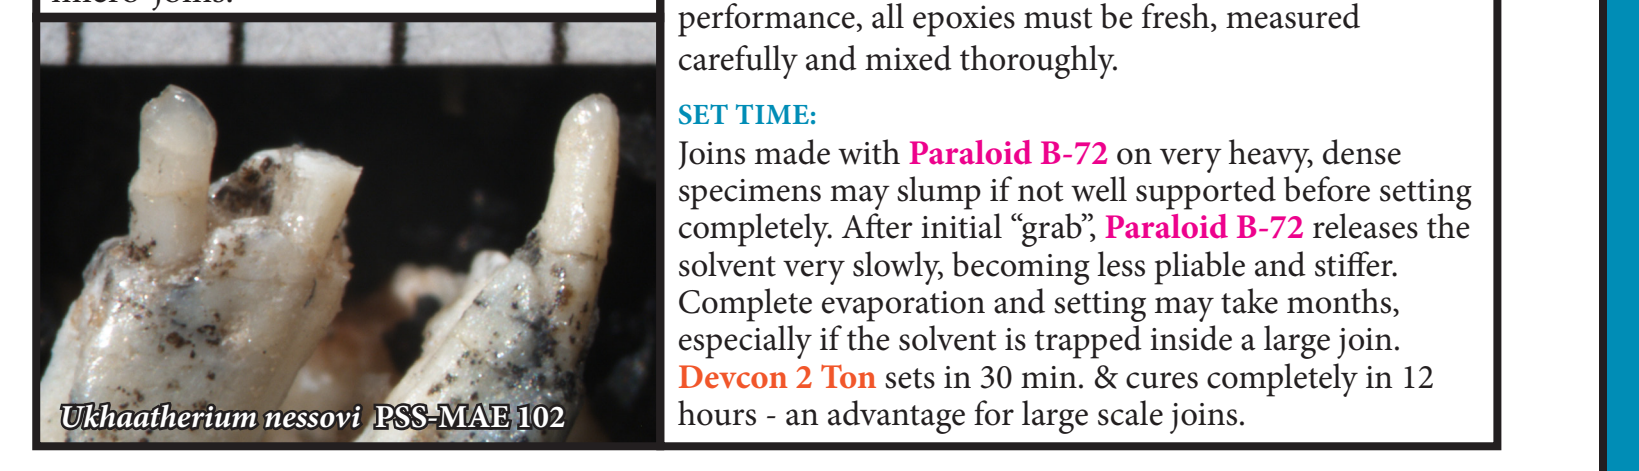 performance, all epoxies must be fresh, measured
carefully and mixed thoroughly.
SET TIME:
Joins made with Paraloid B-72 on very heavy, dense
specimens may slump if not well supported before setting
completely. After initial “grab”, Paraloid B-72 releases the
solvent very slowly, becoming less pliable and stiffer.
Complete evaporation and setting may take months,
especially if the solvent is trapped inside a large join.
Devcon 2 Ton sets in 30 min. & cures completely in 12
hours - an advantage for large scale joins.
Ukhaatherium nessovi PSS-MAE 102